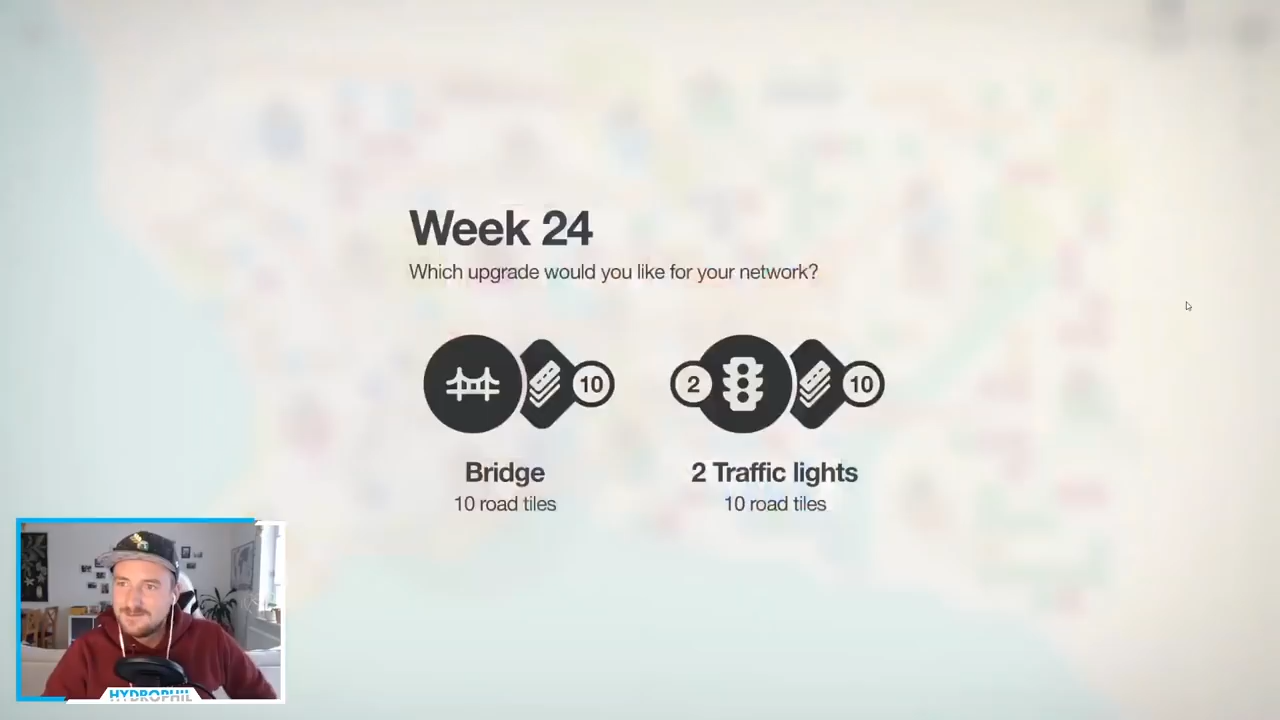 Week 24
Which upgrade would you like for your network?
10
2
10
Bridge
2 Traffic lights
10 road tiles
10 road tiles
HYDROPHIL